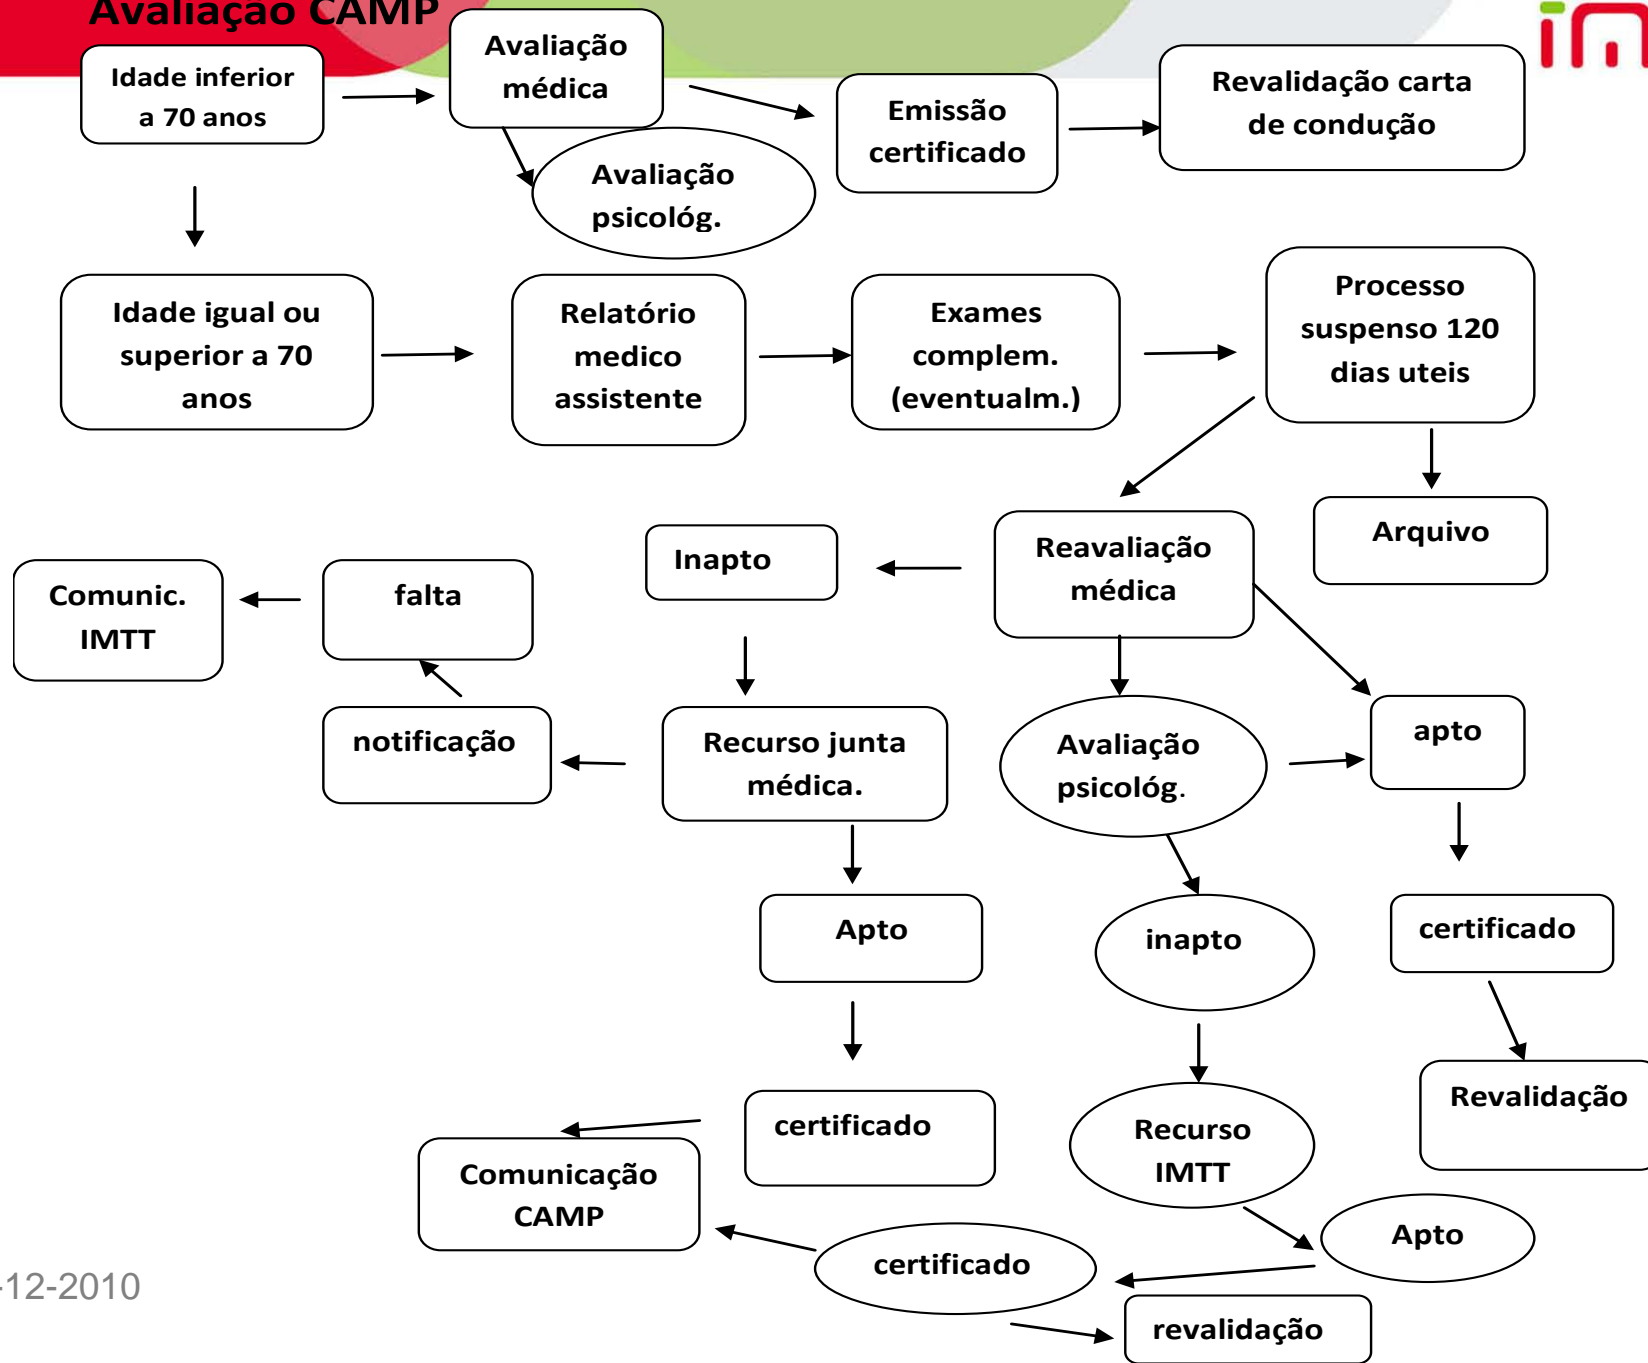 Avaliação CAMP
Idade inferior
a 70 anos
Avaliação
médica
Emissão
certificado
Revalidação carta
de condução
Avaliação
psicológ.
Idade igual ou
superior a 70
anos
Relatório
medico
assistente
Exames
complem.
(eventualm.)
Processo
suspenso 120
dias uteis
Arquivo
Reavaliação
médica
Inapto
falta
Comunic.
IMTT
notificação
Recurso junta
médica.
Avaliação
psicológ.
apto
Apto
inapto
certificado
Revalidação
certificado
Recurso
IMTT
Comunicação
CAMP
Apto
certificado
revalidação
-12-2010